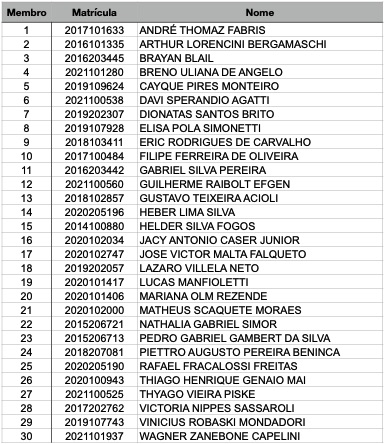 Membro Matrícula Nome
1 2017101633 ANDRÉ THOMAZ FABRIS
2 2016101335 ARTHUR LORENCINI BERGAMASCHI
3 2016203445 BRAYAN BLAIL
4 2021101280 BRENO ULIANA DE ANGELO
5 2019109624 CAYQUE PIRES MONTEIRO
6 2021100538 DAVI SPERANDIO AGATTI
7 2019202307 DIONATAS SANTOS BRITO
8 2019107928 ELISA POLA SIMONETTI
9 2018103411 ERIC RODRIGUES DE CARVALHO
10 2017100484 FILIPE FERREIRA DE OLIVEIRA
11 2016203442 GABRIEL SILVA PEREIRA
12 2021100560 GUILHERME RAIBOLT EFGEN
13 2018102857 GUSTAVO TEIXEIRA ACIOLI
14 2020205196 HEBER LIMA SILVA
15 2014100880 HELDER SILVA FOGOS
16 2020102034 JACY ANTONIO CASER JUNIOR
17 2020102747 JOSE VICTOR MALTA FALQUETO
18 2019202057 LAZARO VILLELA NETO
19 2020101417 LUCAS MANFIOLETTI
20 2020101406 MARIANA OLM REZENDE
21 2020102000 MATHEUS SCAQUETE MORAES
22 2015206721 NATHALIA GABRIEL SIMOR
23 2015206713 PEDRO GABRIEL GAMBERT DA SILVA
24 2018207081 PIETTRO AUGUSTO PEREIRA BENINCA
25 2020205190 RAFAEL FRACALOSSI FREITAS
26 2020100943 THIAGO HENRIQUE GENAIO MAI
27 2021100525 THYAGO VIEIRA PISKE
28 2017202762 VICTORIA NIPPES SASSAROLI
29 2019107743 VINICIUS ROBASKI MONDADORI
30 2021101937 WAGNER ZANEBONE CAPELINI